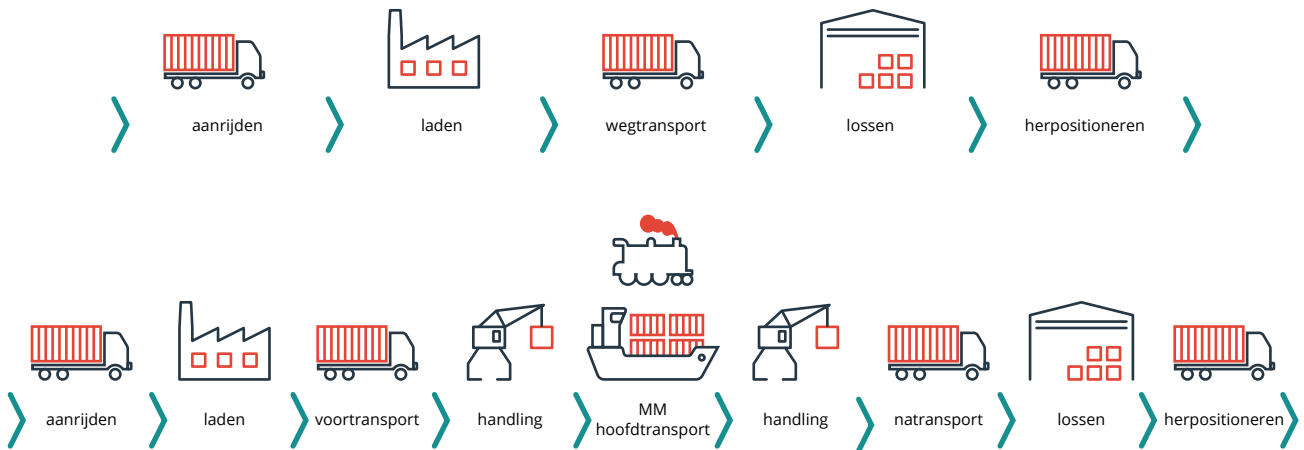 aanrijden
laden
wegtransport
lossen
herpositioneren
aanrijden
laden
voortransport
handling
MM
hoofdtransport
handling
natransport
lossen
herpositioneren